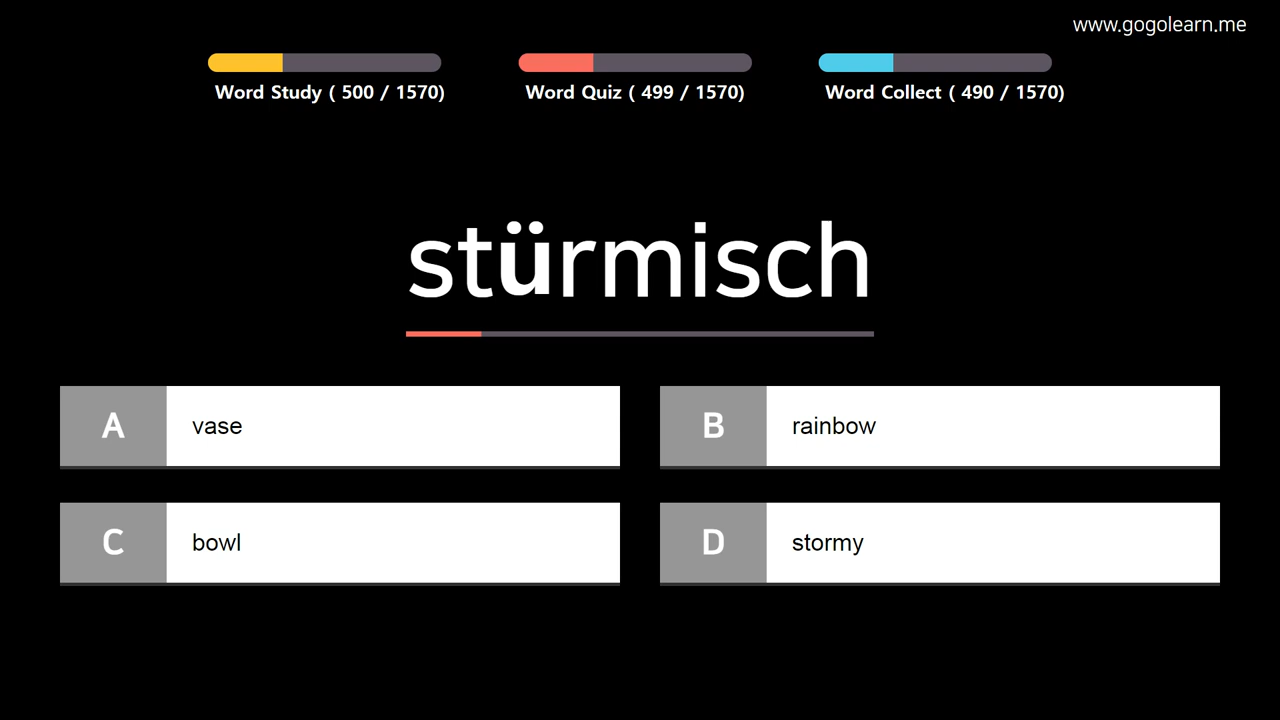 www.gogolearn.me
Word Study ( 500 / 1570)
Word Quiz ( 499 / 1570)
Word Collect ( 490 / 1570)
stürmisch
A vase
B rainbow
C bowl
D stormy